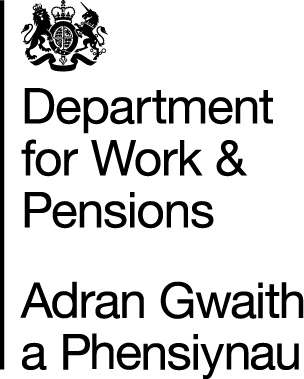 Department
for Work &
Pensions
Adran Gwaith
a Phensiynau